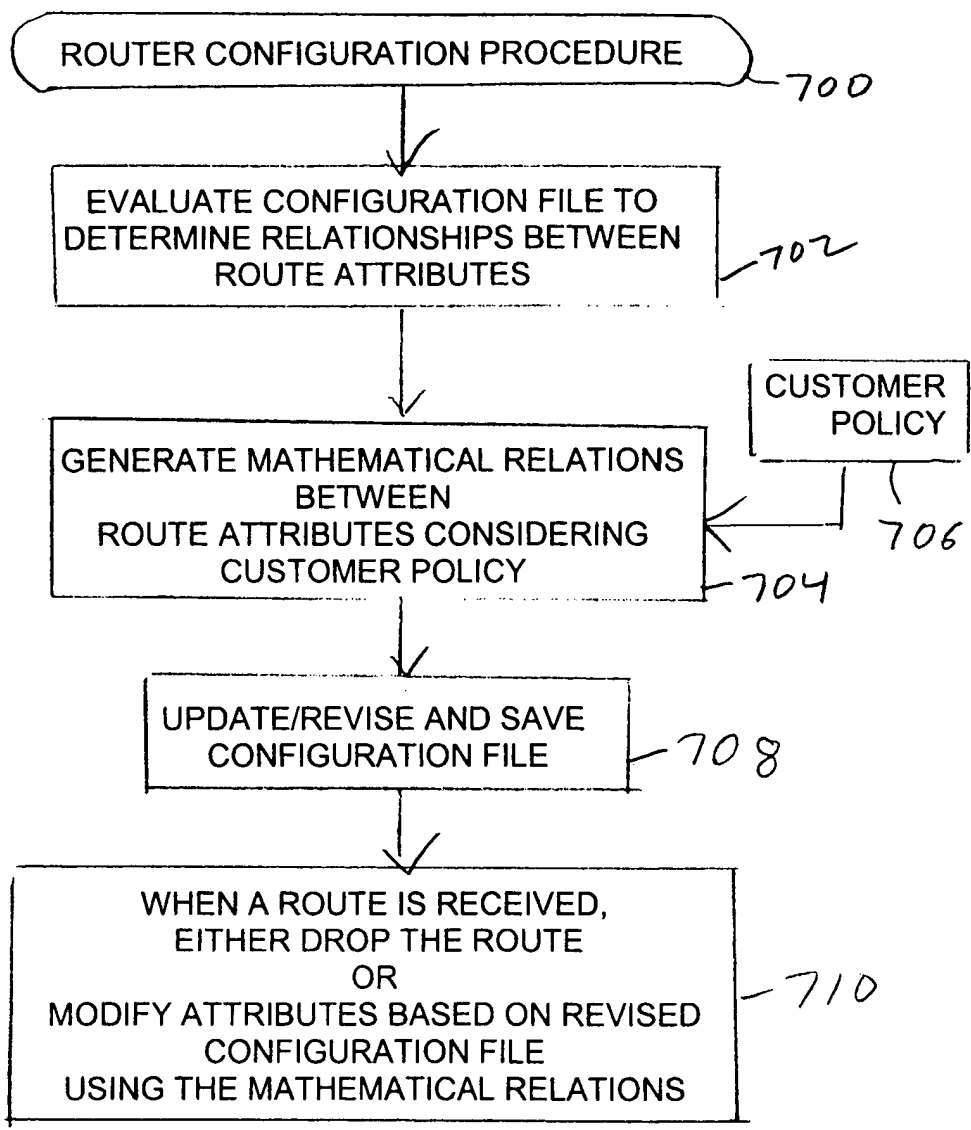 ROUTER CONFIGURATION PROCEDURE
700
EVALUATE CONFIGURATION FILE TO
DETERMINE RELATIONSHIPS BETWEEN
ROUTE ATTRIBUTES
702
CUSTOMER
POLICY
706
GENERATE MATHEMATICAL RELATIONS
BETWEEN
ROUTE ATTRIBUTES CONSIDERING
CUSTOMER POLICY
704
UPDATE/REVISE AND SAVE
CONFIGURATION FILE
708
WHEN A ROUTE IS RECEIVED,
EITHER DROP THE ROUTE
OR
MODIFY ATTRIBUTES BASED ON REVISED
CONFIGURATION FILE
USING THE MATHEMATICAL RELATIONS
710